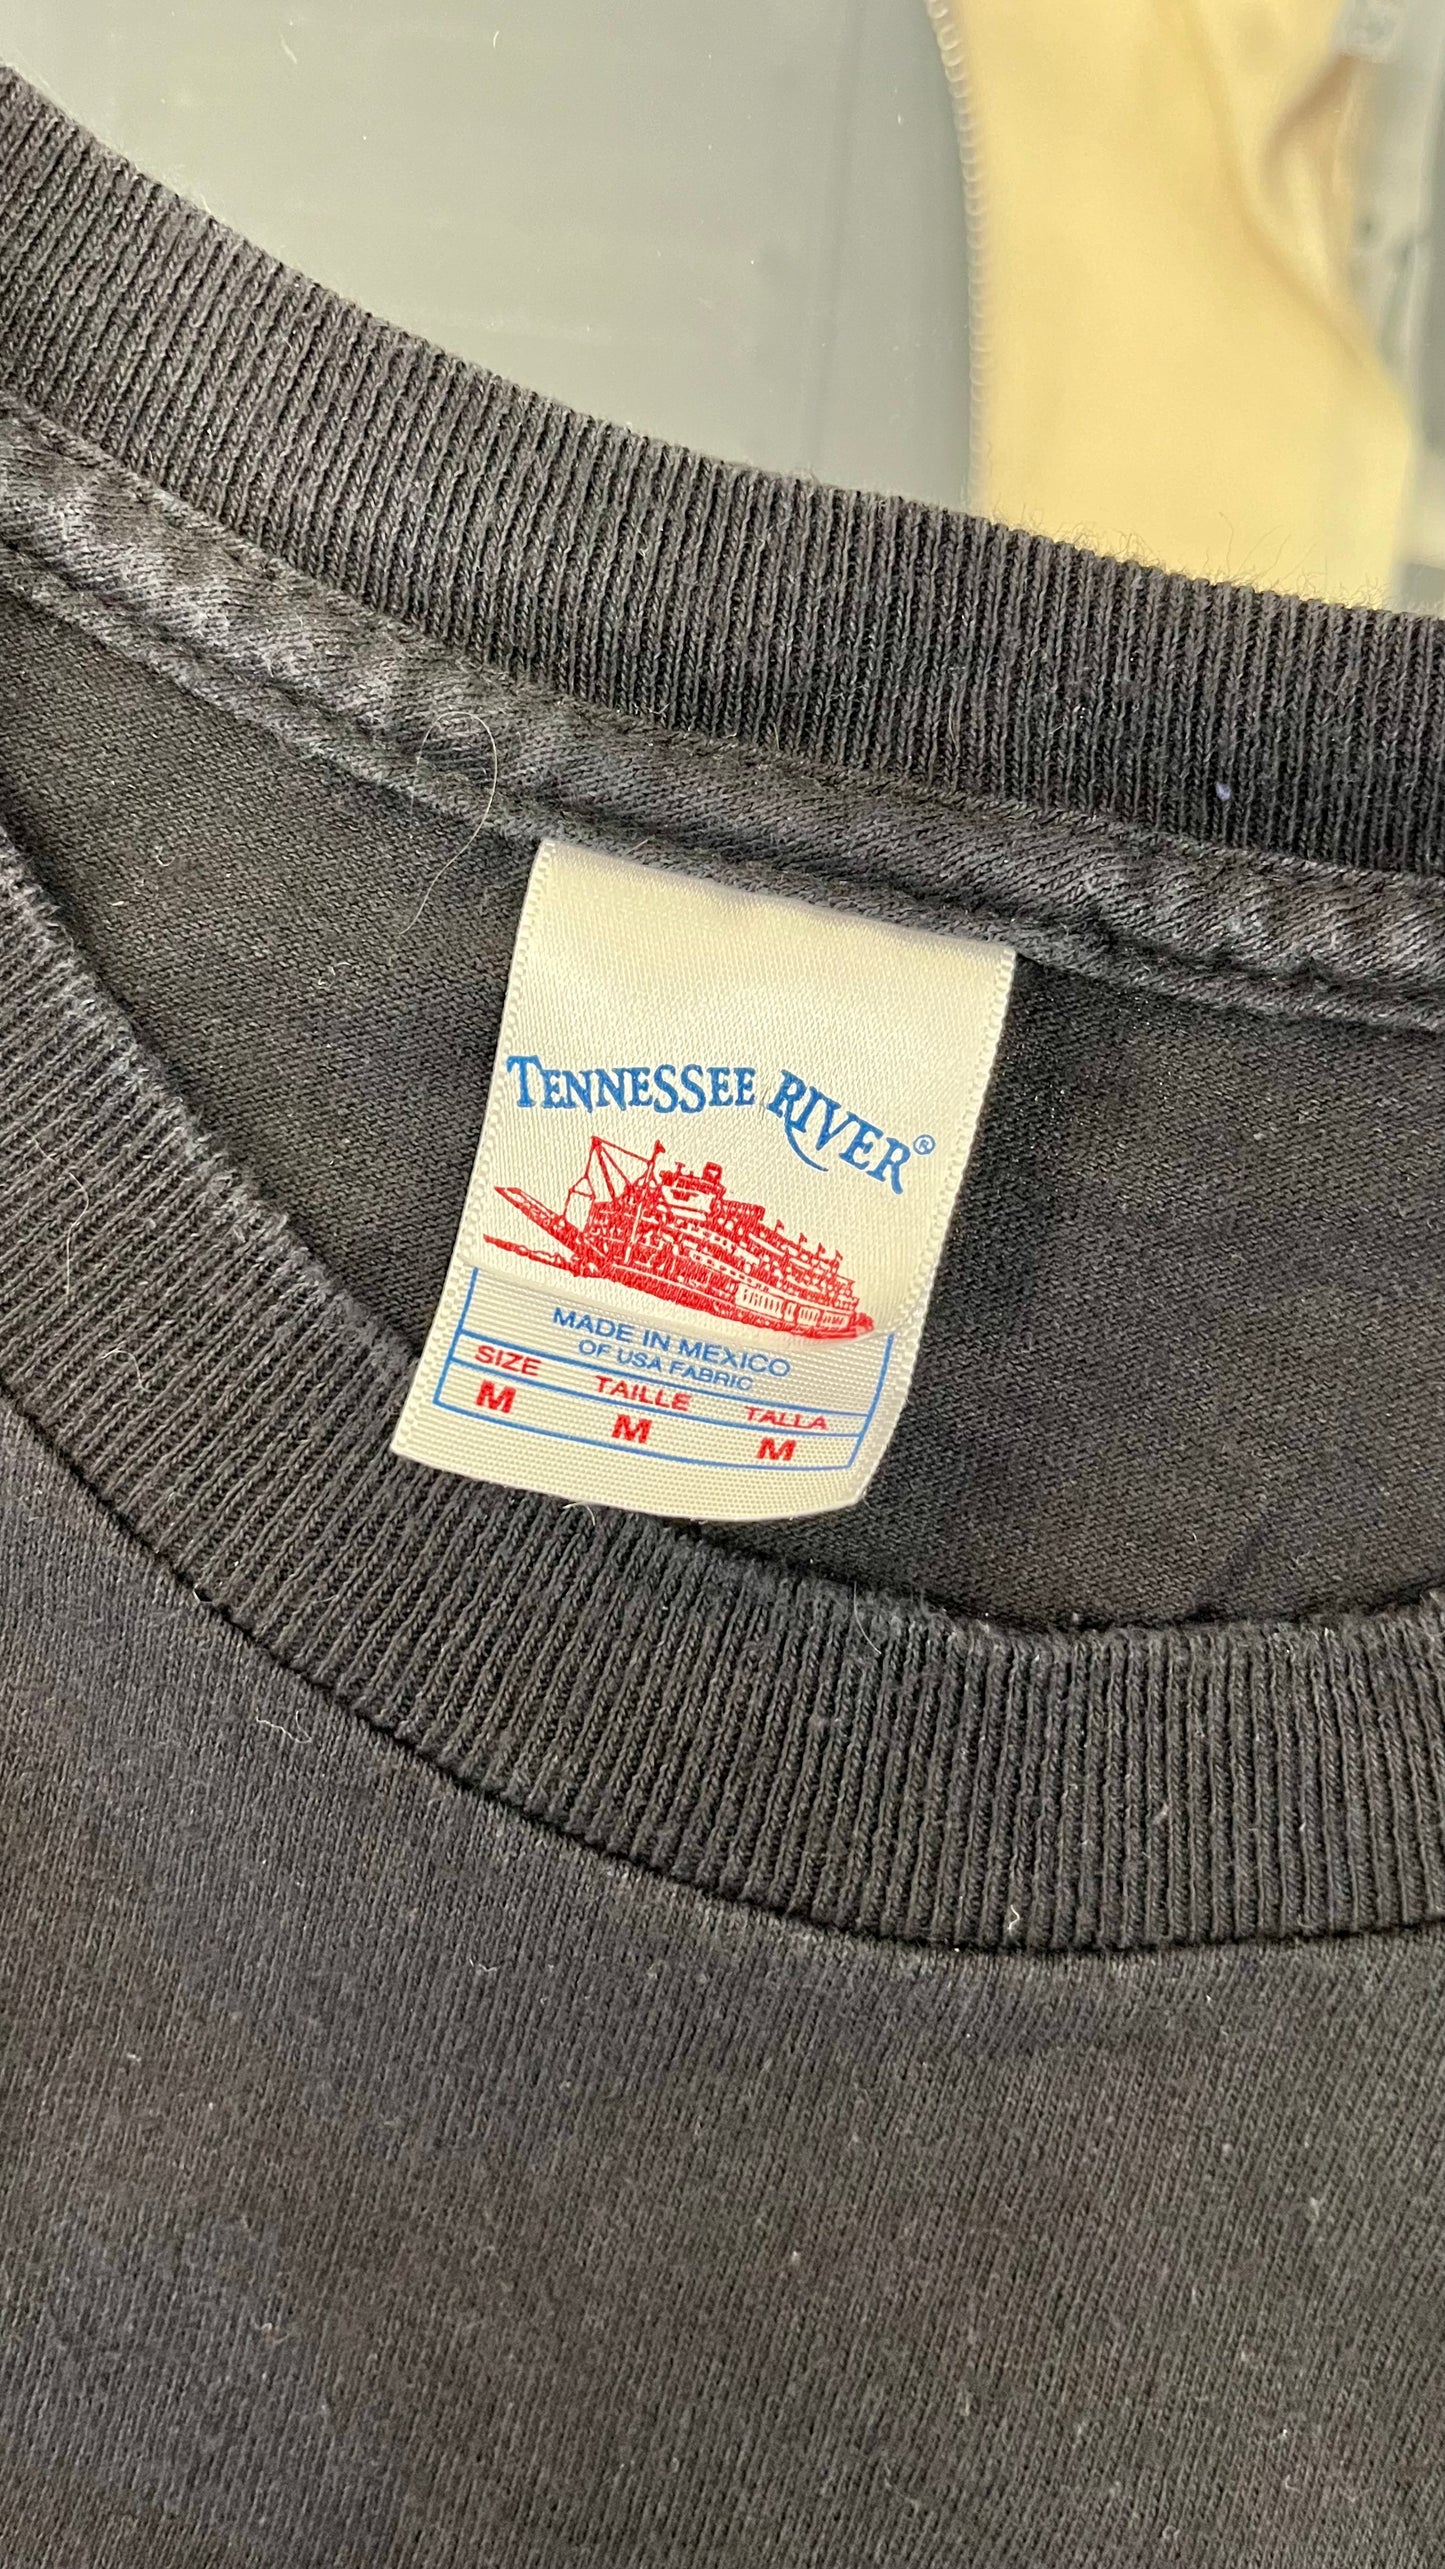 TENNESSEE RIVER®
MADE IN MEXICO
OF USA FABRIC
SIZE TAILLE TALLA
M M M